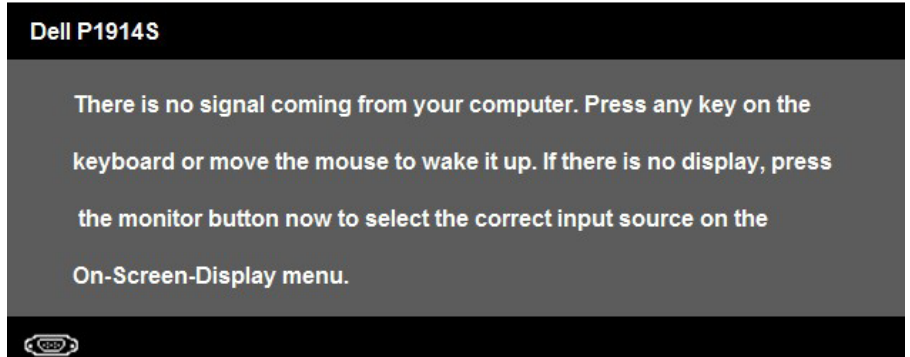 Dell P1914S
There is no signal coming from your computer. Press any key on the
keyboard or move the mouse to wake it up. If there is no display, press
the monitor button now to select the correct input source on the
On-Screen-Display menu.